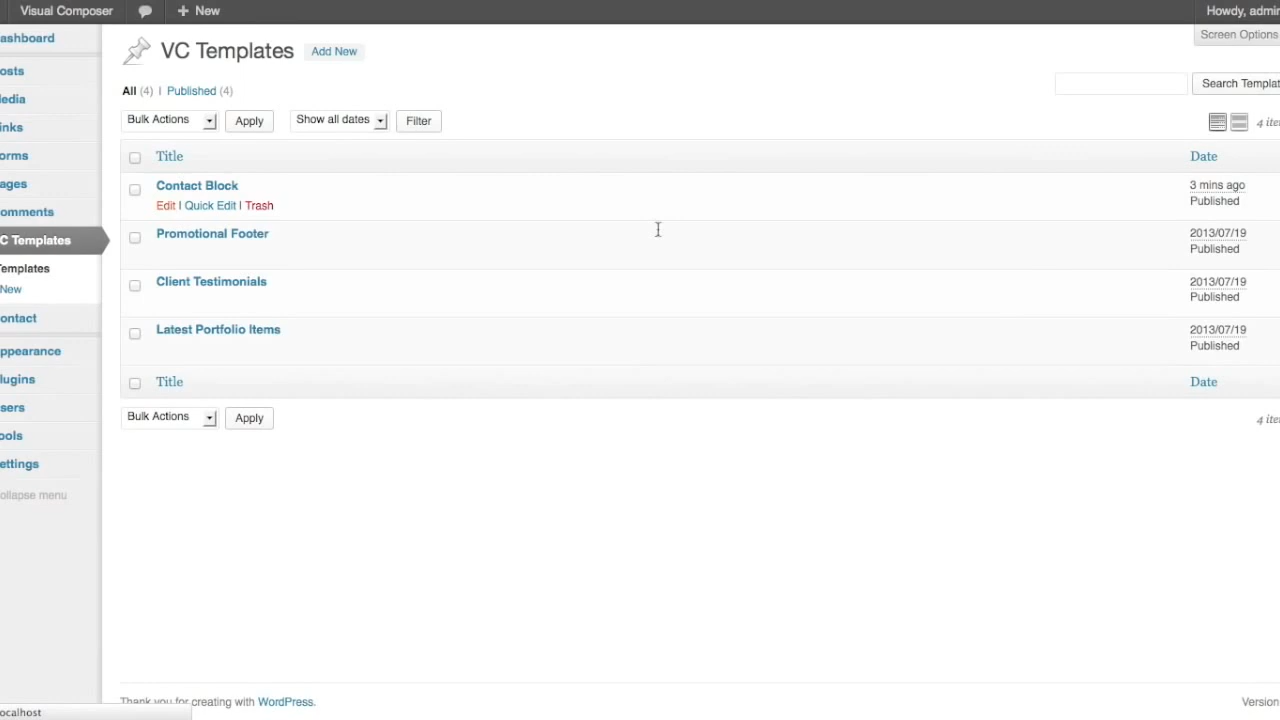 Visual Composer New Howdy, admin
Screen Options
ashboard
osts
edia
inks
orms
ages
omments
C Templates
Templates
New
ontact
ppearance
lugins
sers
ools
ettings
ollapse menu
VC Templates Add New
All (4) | Published (4)
Search Templat
Bulk Actions Apply Show all dates Filter 4 ite
Title Date
Contact Block 3 mins ago
Edit | Quick Edit | Trash Published
Promotional Footer 2013/07/19
Published
Client Testimonials 2013/07/19
Published
Latest Portfolio Items 2013/07/19
Published
Title Date
Bulk Actions Apply 4 ite
Thank you for creating with WordPress. Version
ocalhost